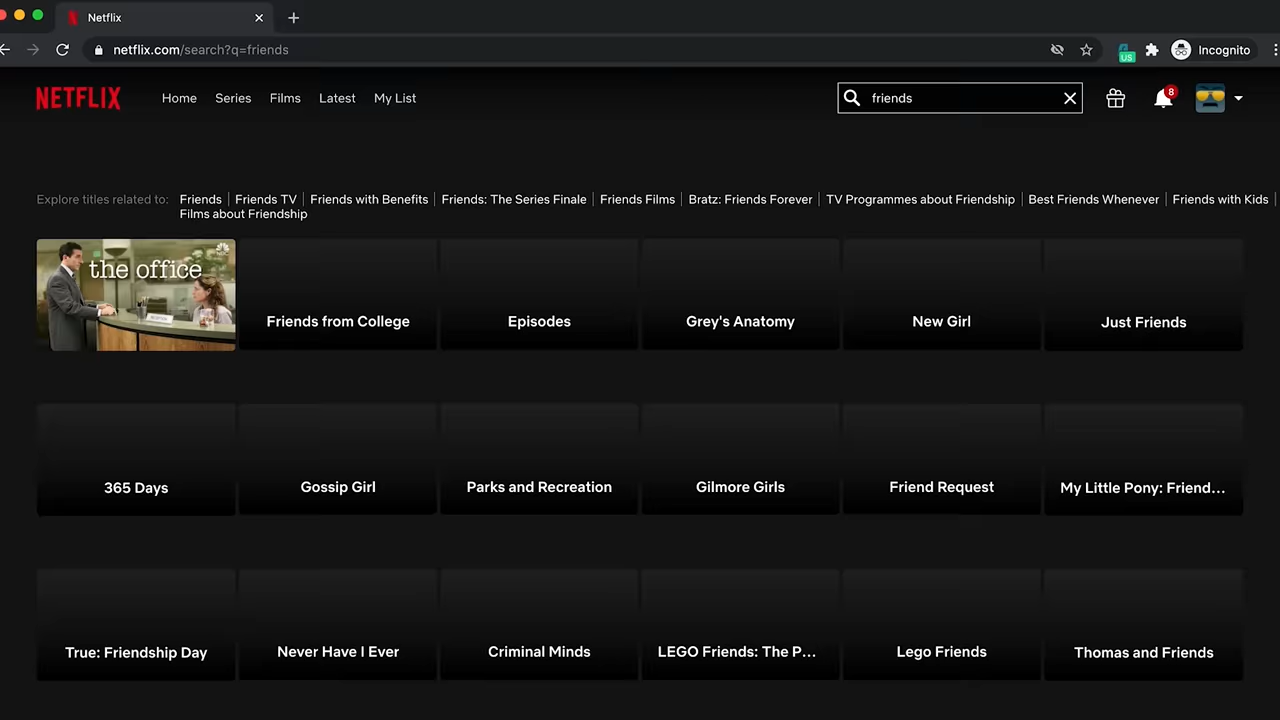 Netflix
netflix.com/search?q=friends
US
Incognito
NETFLIX
Home
Series
Films
Latest
My List
friends
8
Explore titles related to:
Friends
Friends TV
Friends with Benefits
Friends: The Series Finale
Friends Films
Bratz: Friends Forever
TV Programmes about Friendship
Best Friends Whenever
Friends with Kids
Films about Friendship
the office
Friends from College
Episodes
Grey's Anatomy
New Girl
Just Friends
365 Days
Gossip Girl
Parks and Recreation
Gilmore Girls
Friend Request
My Little Pony: Friend...
True: Friendship Day
Never Have I Ever
Criminal Minds
LEGO Friends: The P...
Lego Friends
Thomas and Friends